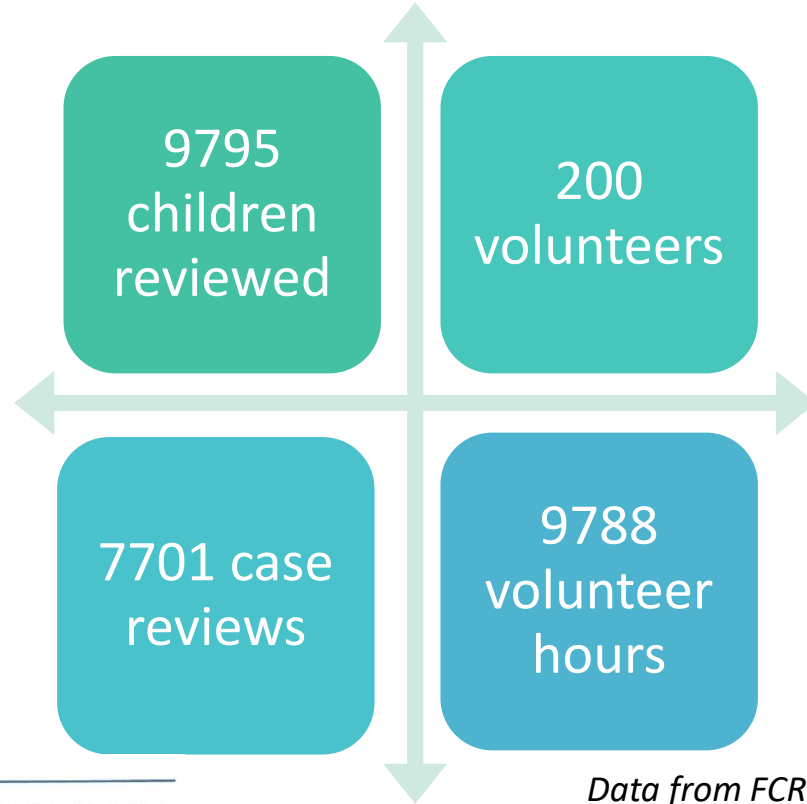 9795
children
reviewed
200
volunteers
7701 case
reviews
9788
volunteer
hours
Data from FCR